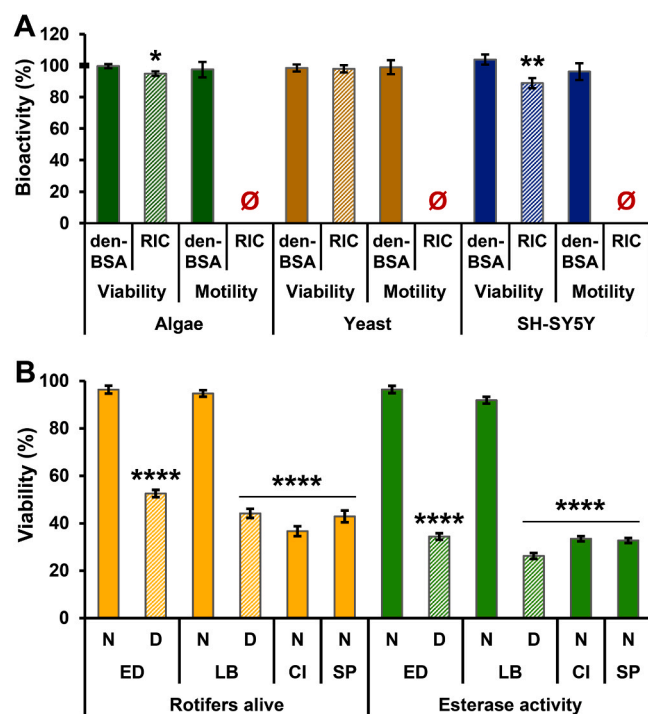 A
Bioactivity (%)
120
100
80
60
40
20
0
* **
Ø Ø Ø
den-BSA RIC den-BSA RIC den-BSA RIC den-BSA RIC den-BSA RIC den-BSA RIC
Viability Motility Viability Motility Viability Motility
Algae Yeast SH-SY5Y
B
Viability (%)
100
80
60
40
20
0
**** **** **** ****
N D N D N N N D N D N N
ED LB CI SP ED LB CI SP
Rotifers alive Esterase activity